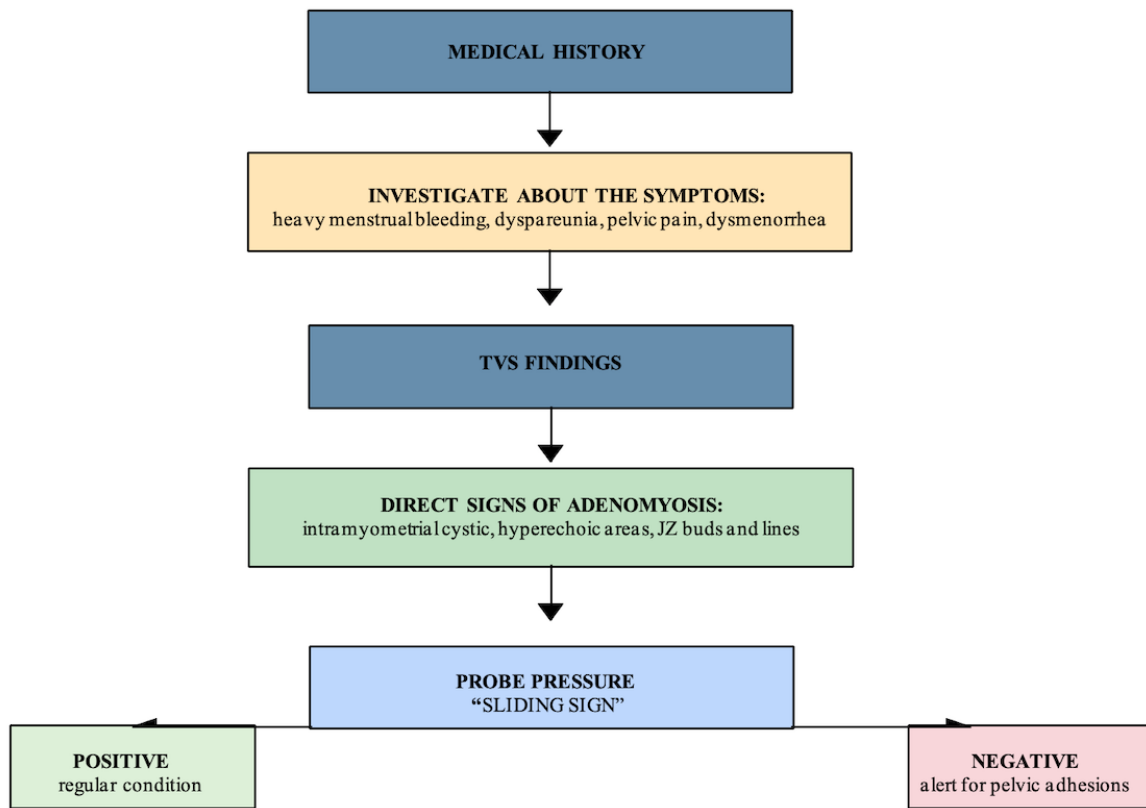 MEDICAL HISTORY
INVESTIGATE ABOUT THE SYMPTOMS:
heavy menstrual bleeding, dyspareunia, pelvic pain, dysmenorrhea
TVS FINDINGS
DIRECT SIGNS OF ADENOMYOSIS:
intramyometrial cystic, hyperechoic areas, JZ buds and lines
PROBE PRESSURE
“SLIDING SIGN”
POSITIVE
regular condition
NEGATIVE
alert for pelvic adhesions